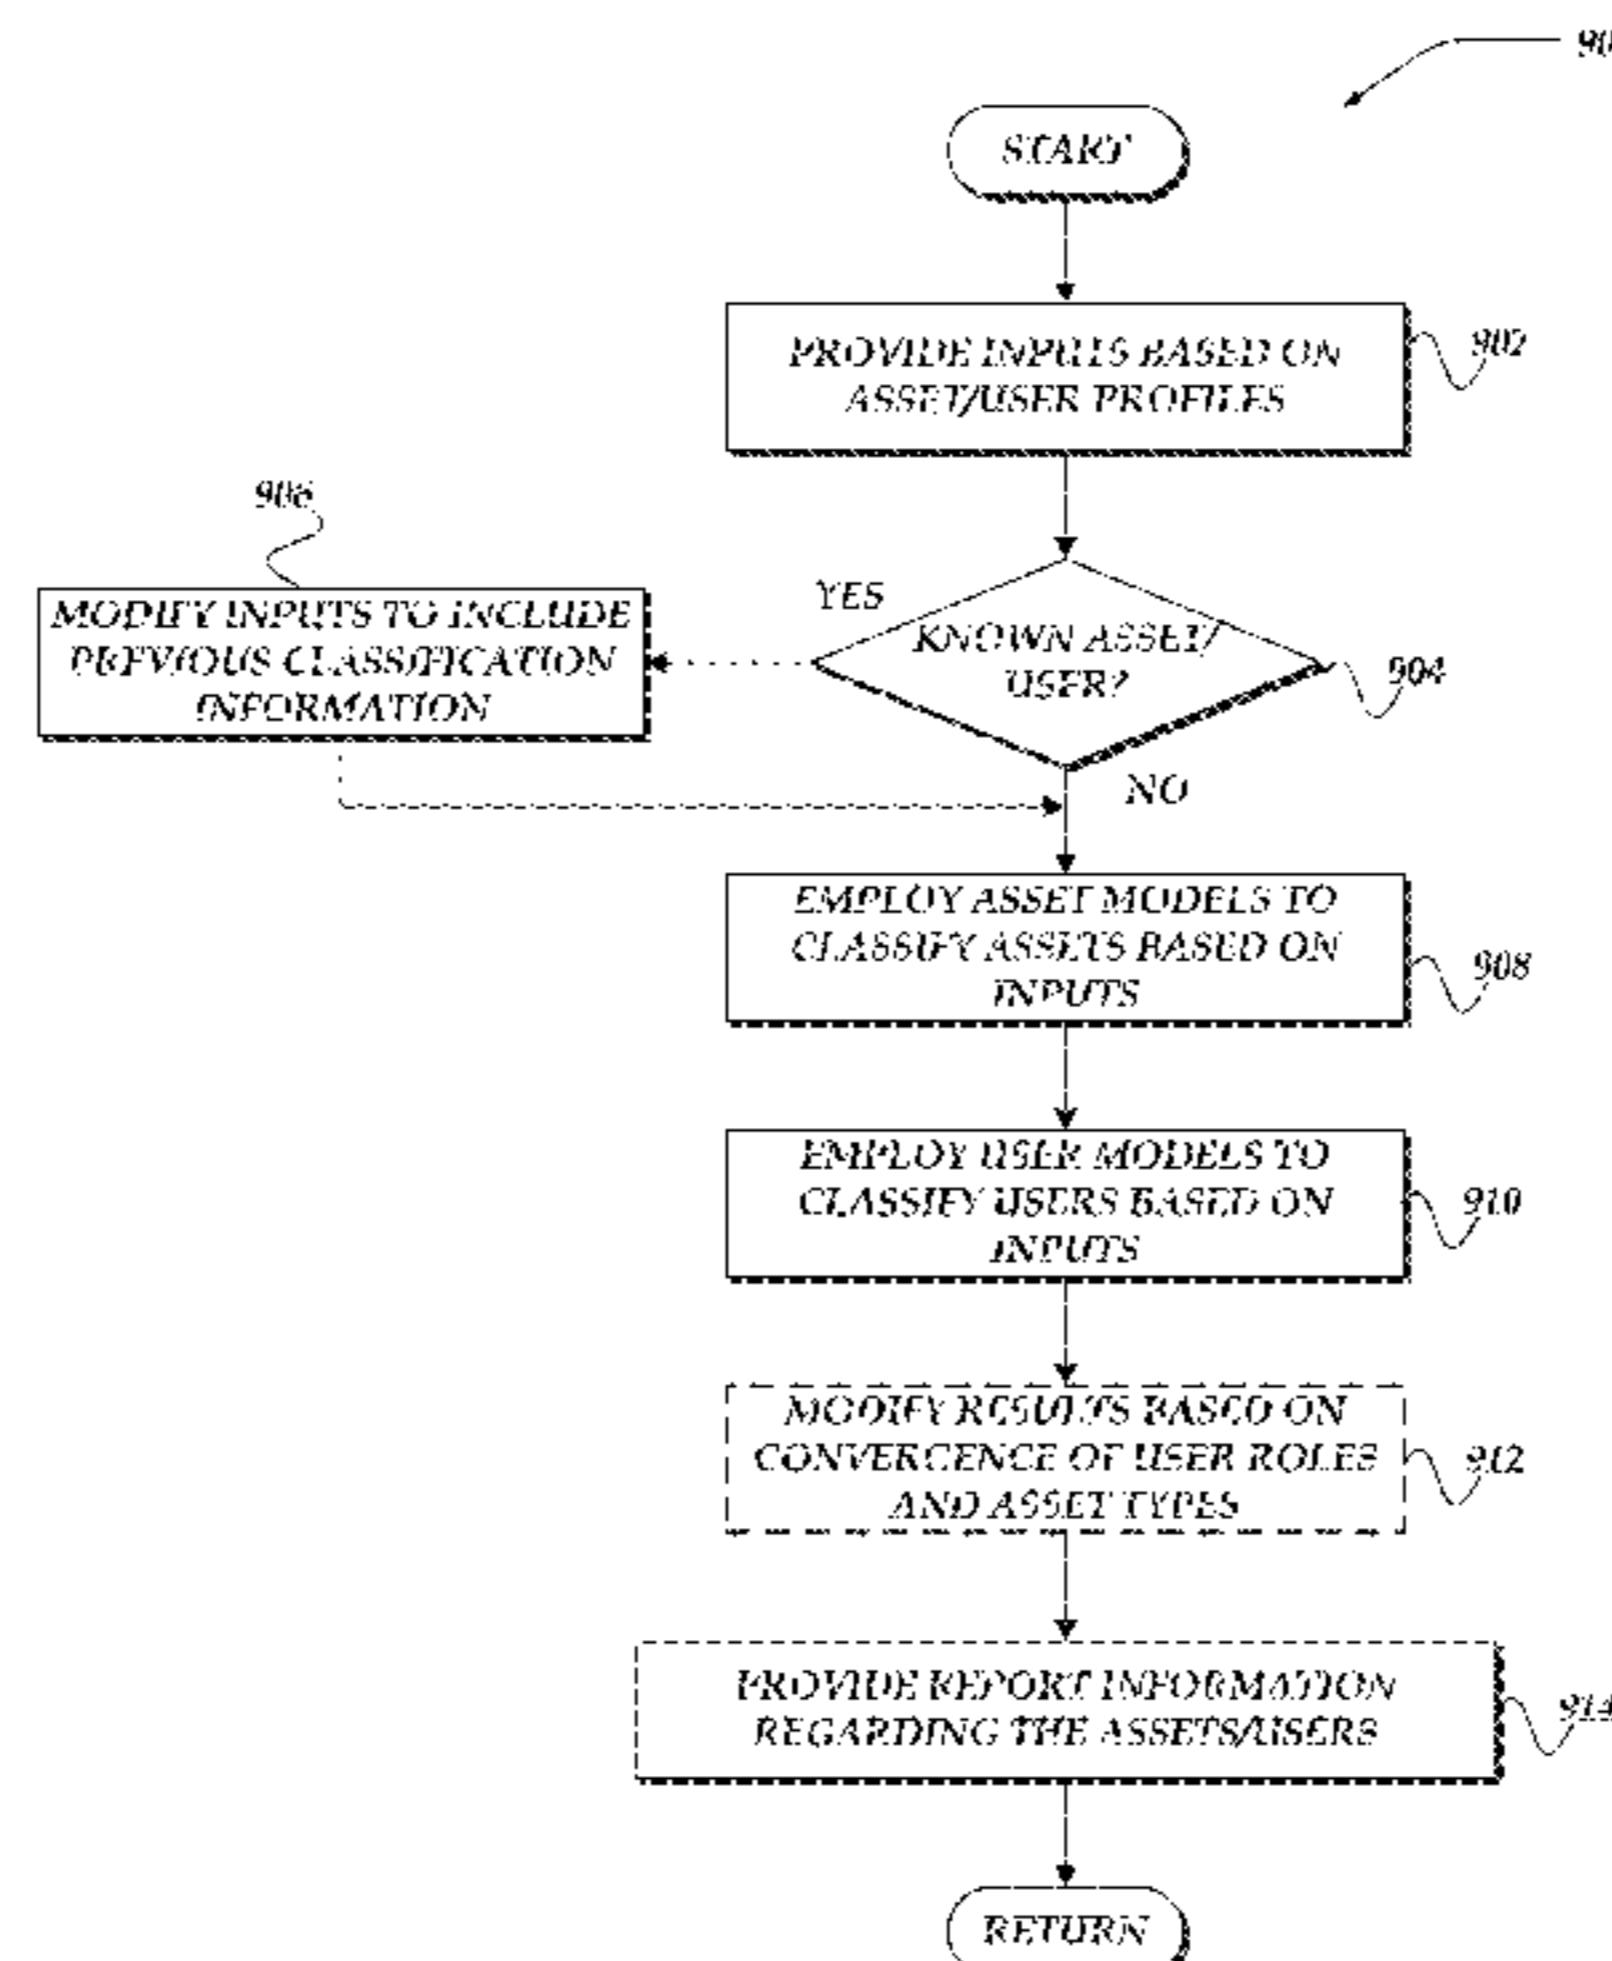 90
START
PROVIDE INPUTS BASED ON
ASSET/USER PROFILES
902
906
MODIFY INPUTS TO INCLUDE
PREVIOUS CLASSIFICATION
INFORMATION
YES
KNOWN ASSET/
USER?
904
NO
EMPLOY ASSET MODELS TO
CLASSIFY ASSETS BASED ON
INPUTS
908
EMPLOY USER MODELS TO
CLASSIFY USERS BASED ON
INPUTS
910
MODIFY RESULTS BASED ON
CONVERGENCE OF USER ROLES
AND ASSET TYPES
912
PROVIDE REPORT INFORMATION
REGARDING THE ASSETS/USERS
914
RETURN